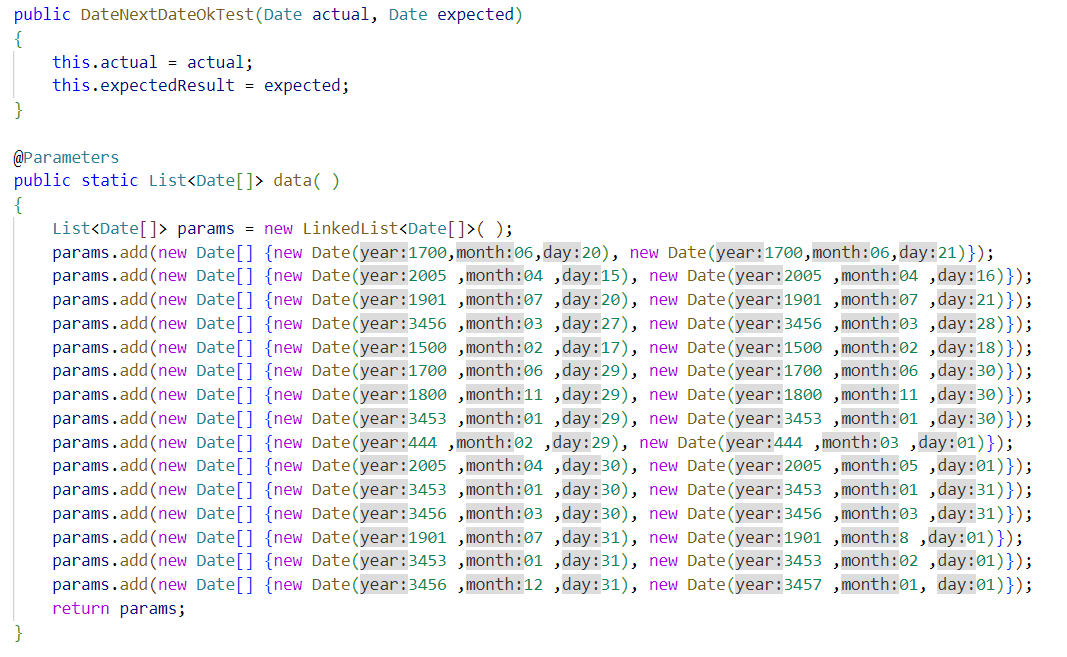 public DateNextDateOkTest(Date actual, Date expected)
{
    this.actual = actual;
    this.expectedResult = expected;
}

@Parameters
public static List<Date[]> data( )
{
    List<Date[]> params = new LinkedList<Date[]>( );
    params.add(new Date[] {new Date(year:1700,month:06,day:20), new Date(year:1700,month:06,day:21)});
    params.add(new Date[] {new Date(year:2005 ,month:04 ,day:15), new Date(year:2005 ,month:04 ,day:16)});
    params.add(new Date[] {new Date(year:1901 ,month:07 ,day:20), new Date(year:1901 ,month:07 ,day:21)});
    params.add(new Date[] {new Date(year:3456 ,month:03 ,day:27), new Date(year:3456 ,month:03 ,day:28)});
    params.add(new Date[] {new Date(year:1500 ,month:02 ,day:17), new Date(year:1500 ,month:02 ,day:18)});
    params.add(new Date[] {new Date(year:1700 ,month:06 ,day:29), new Date(year:1700 ,month:06 ,day:30)});
    params.add(new Date[] {new Date(year:1800 ,month:11 ,day:29), new Date(year:1800 ,month:11 ,day:30)});
    params.add(new Date[] {new Date(year:3453 ,month:01 ,day:29), new Date(year:3453 ,month:01 ,day:30)});
    params.add(new Date[] {new Date(year:444 ,month:02 ,day:29), new Date(year:444 ,month:03 ,day:01)});
    params.add(new Date[] {new Date(year:2005 ,month:04 ,day:30), new Date(year:2005 ,month:05 ,day:01)});
    params.add(new Date[] {new Date(year:3453 ,month:01 ,day:30), new Date(year:3453 ,month:01 ,day:31)});
    params.add(new Date[] {new Date(year:3456 ,month:03 ,day:30), new Date(year:3456 ,month:03 ,day:31)});
    params.add(new Date[] {new Date(year:1901 ,month:07 ,day:31), new Date(year:1901 ,month:8 ,day:01)});
    params.add(new Date[] {new Date(year:3453 ,month:01 ,day:31), new Date(year:3453 ,month:02 ,day:01)});
    params.add(new Date[] {new Date(year:3456 ,month:12 ,day:31), new Date(year:3457 ,month:01, day:01)});
    return params;
}